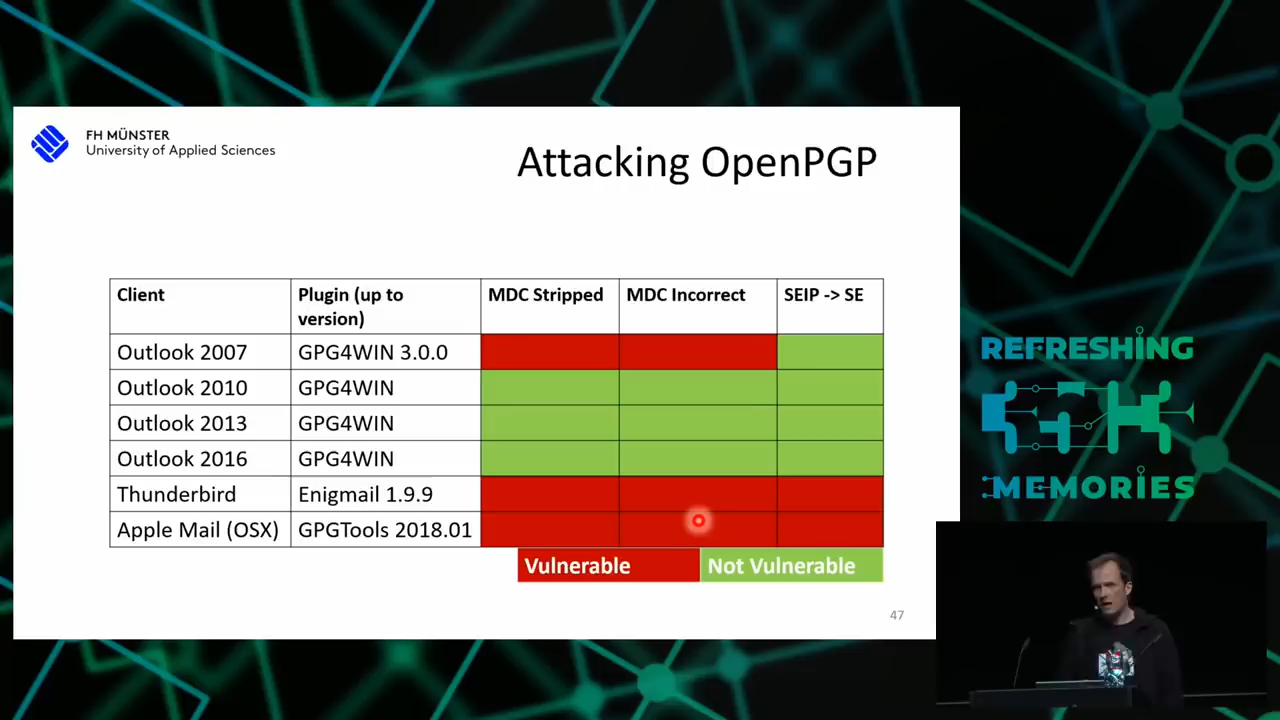 FH MÜNSTER
University of Applied Sciences
Attacking OpenPGP
Client Plugin (up to version) MDC Stripped MDC Incorrect SEIP -> SE
Outlook 2007 GPG4WIN 3.0.0
Outlook 2010 GPG4WIN
Outlook 2013 GPG4WIN
Outlook 2016 GPG4WIN
Thunderbird Enigmail 1.9.9
Apple Mail (OSX) GPGTools 2018.01
Vulnerable Not Vulnerable
47
REFRESHING
MEMORIES